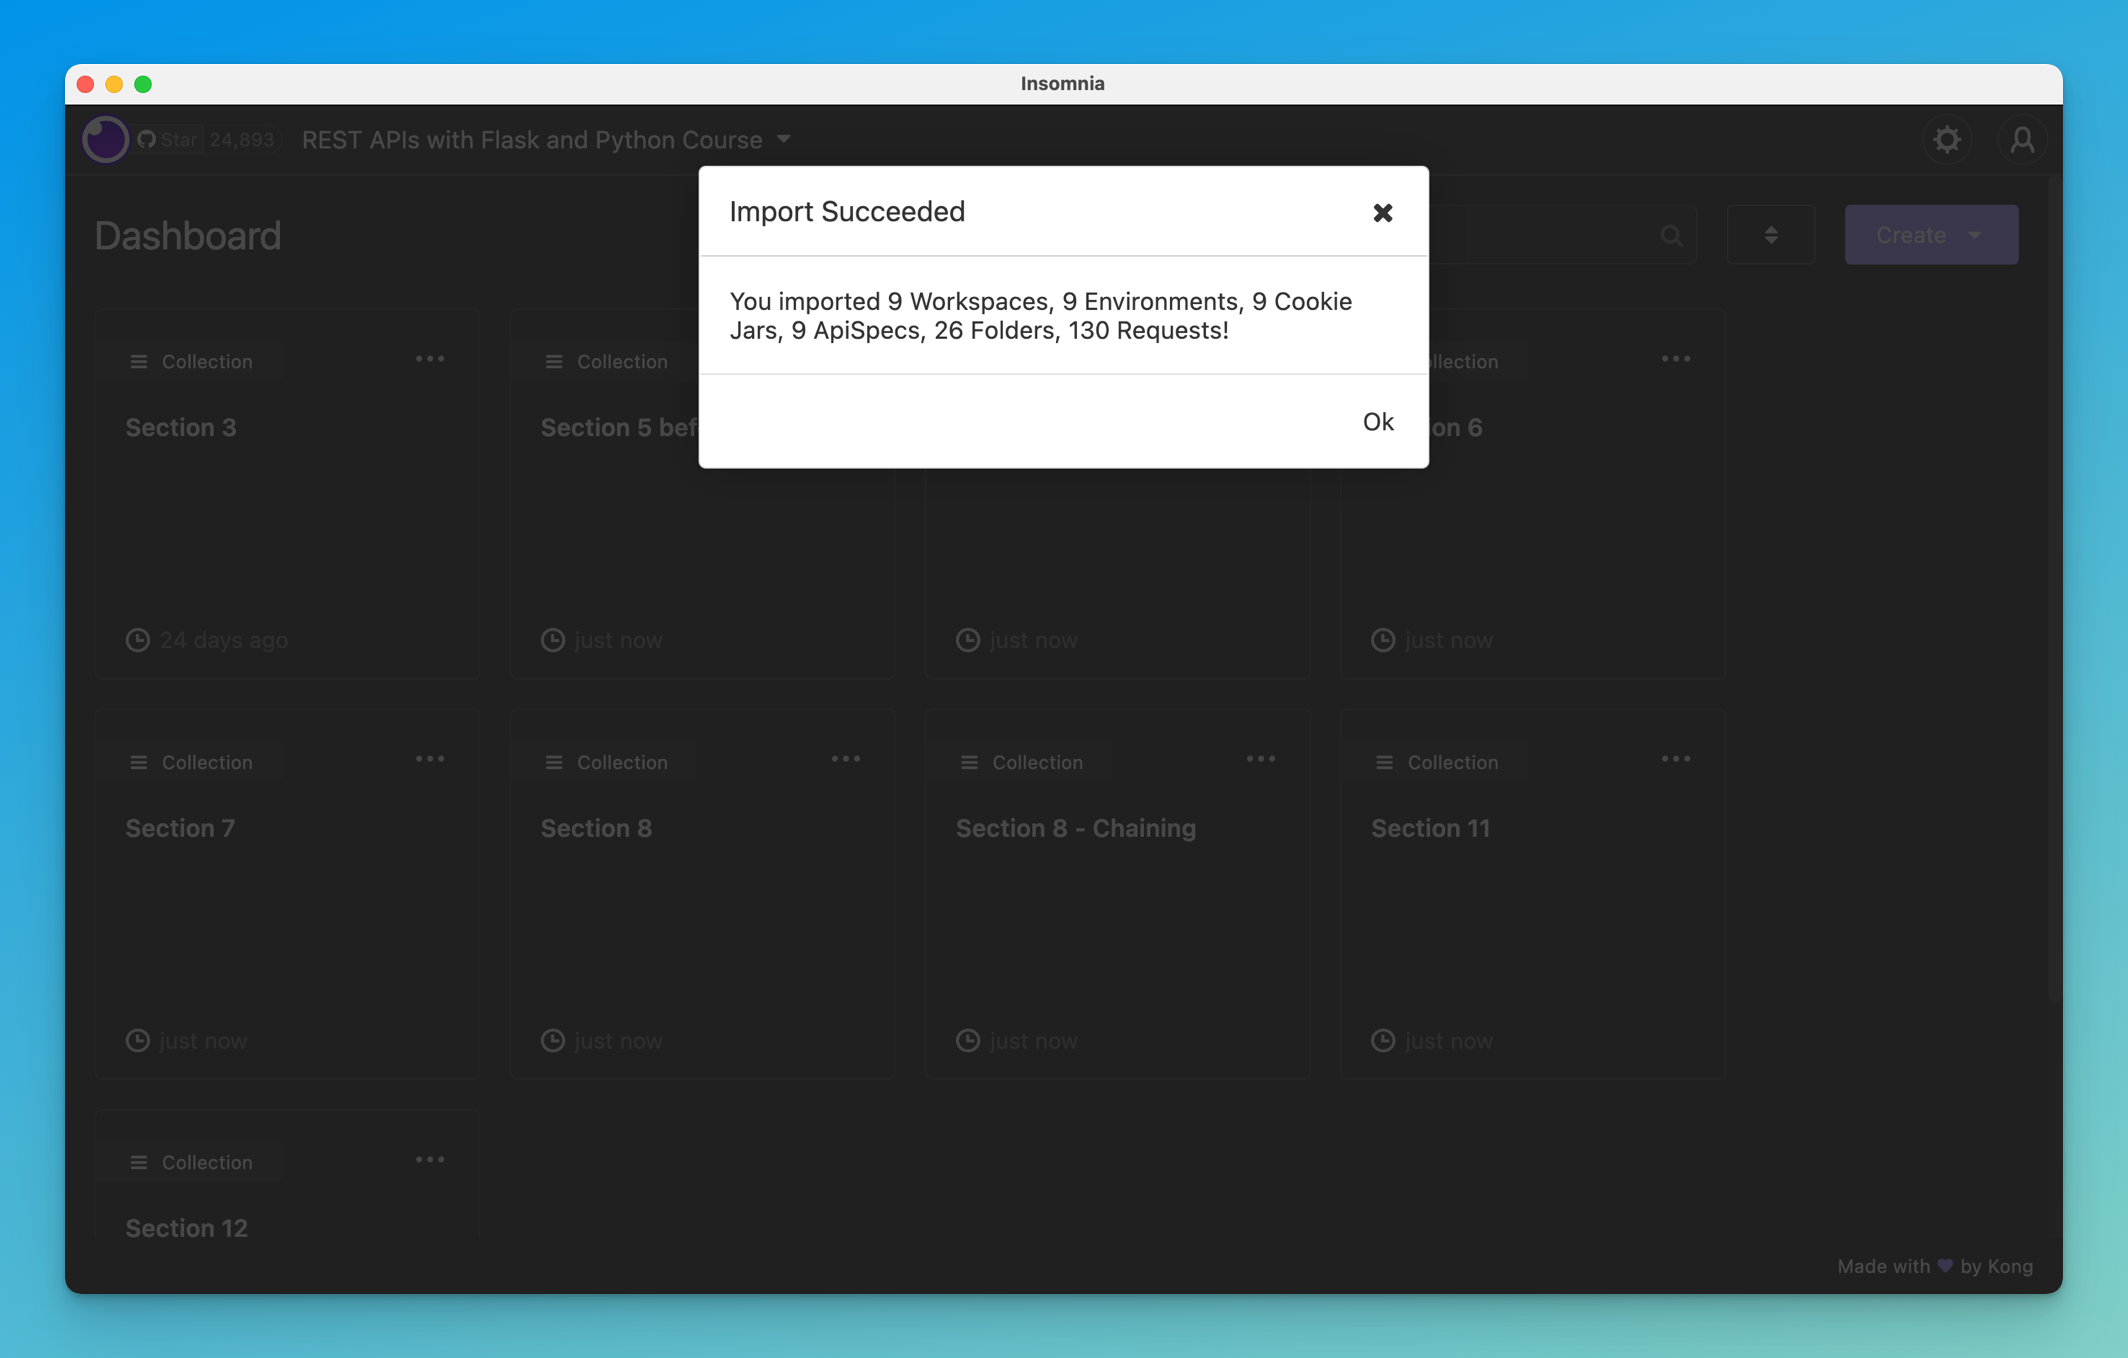 Insomnia
Star 24,893 REST APIs with Flask and Python Course
Dashboard
Create
Import Succeeded
You imported 9 Workspaces, 9 Environments, 9 Cookie
Jars, 9 ApiSpecs, 26 Folders, 130 Requests!
Ok
Collection
Section 3
24 days ago
Collection
Section 5 bef
just now
just now
llection
on 6
just now
Collection
Section 7
just now
Collection
Section 8
just now
Collection
Section 8 - Chaining
just now
Collection
Section 11
just now
Collection
Section 12
Made with by Kong